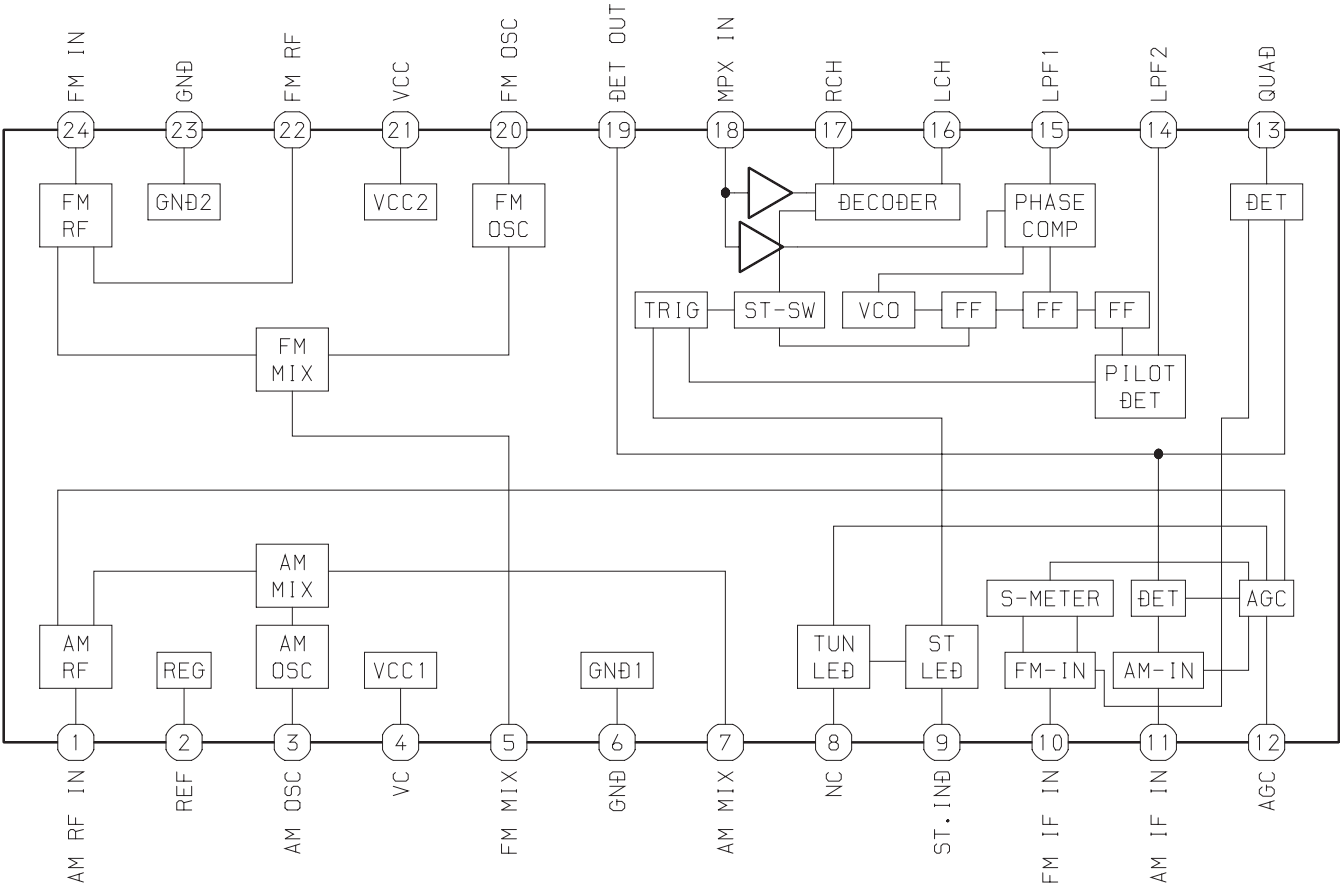 FM IN
GND
FM RF
VCC
FM OSC
DET OUT
MPX IN
RCH
LCH
LPF1
LPF2
QUAD
24
23
22
21
20
19
18
17
16
15
14
13
FM
RF
GND2
VCC2
FM
OSC
DECODER
PHASE
COMP
DET
TRIG
ST-SW
VCO
FF
FF
FF
FM
MIX
PILOT
DET
AM
MIX
S-METER
DET
AGC
AM
RF
REG
AM
OSC
VCC1
GND1
TUN
LED
ST
LED
FM-IN
AM-IN
1
2
3
4
5
6
7
8
9
10
11
12
AM RF IN
REF
AM OSC
VC
FM MIX
GND
AM MIX
NC
ST.IND
FM IF IN
AM IF IN
AGC